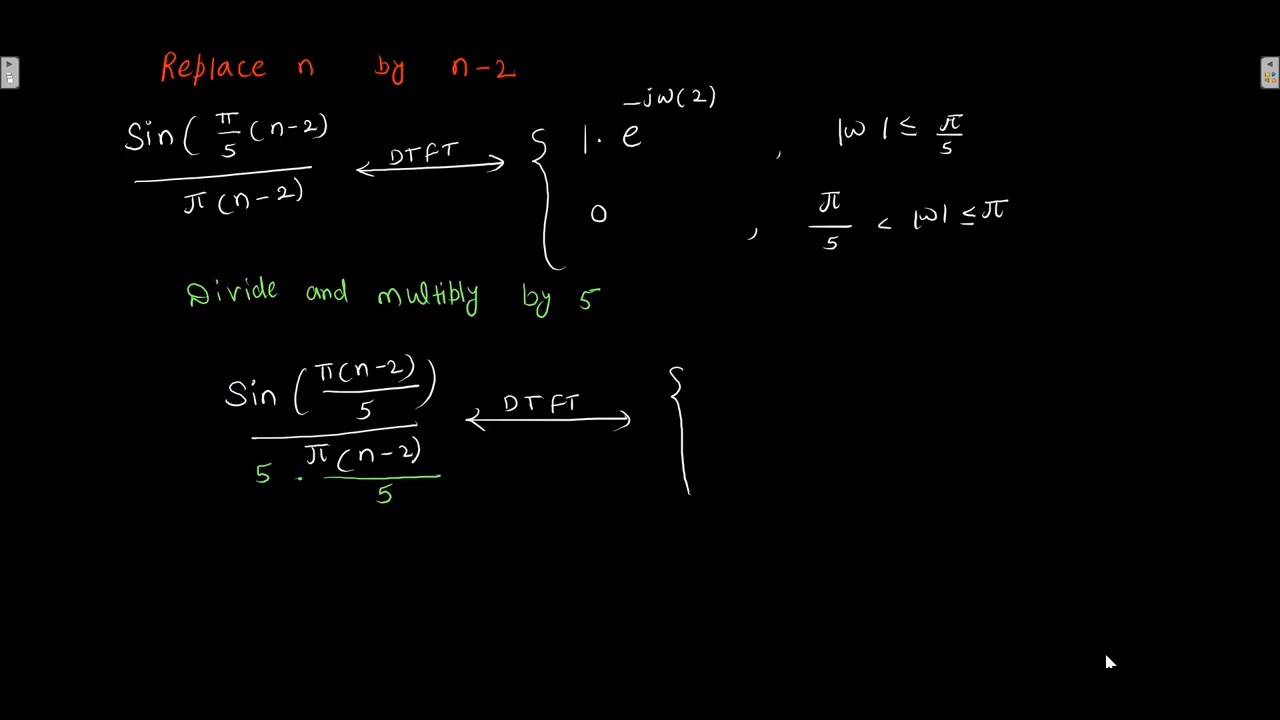 Replace n by n-2
Sin( π/5 (n-2) / π(n-2) ⟷ DTFT { 1. e^-jω(2) , |ω| ≤ π/5
0 , π/5 < |ω| ≤ π
Divide and multibly by 5
Sin ( π(n-2)/5 ) / 5 . π(n-2)/5 ⟷ DTFT {